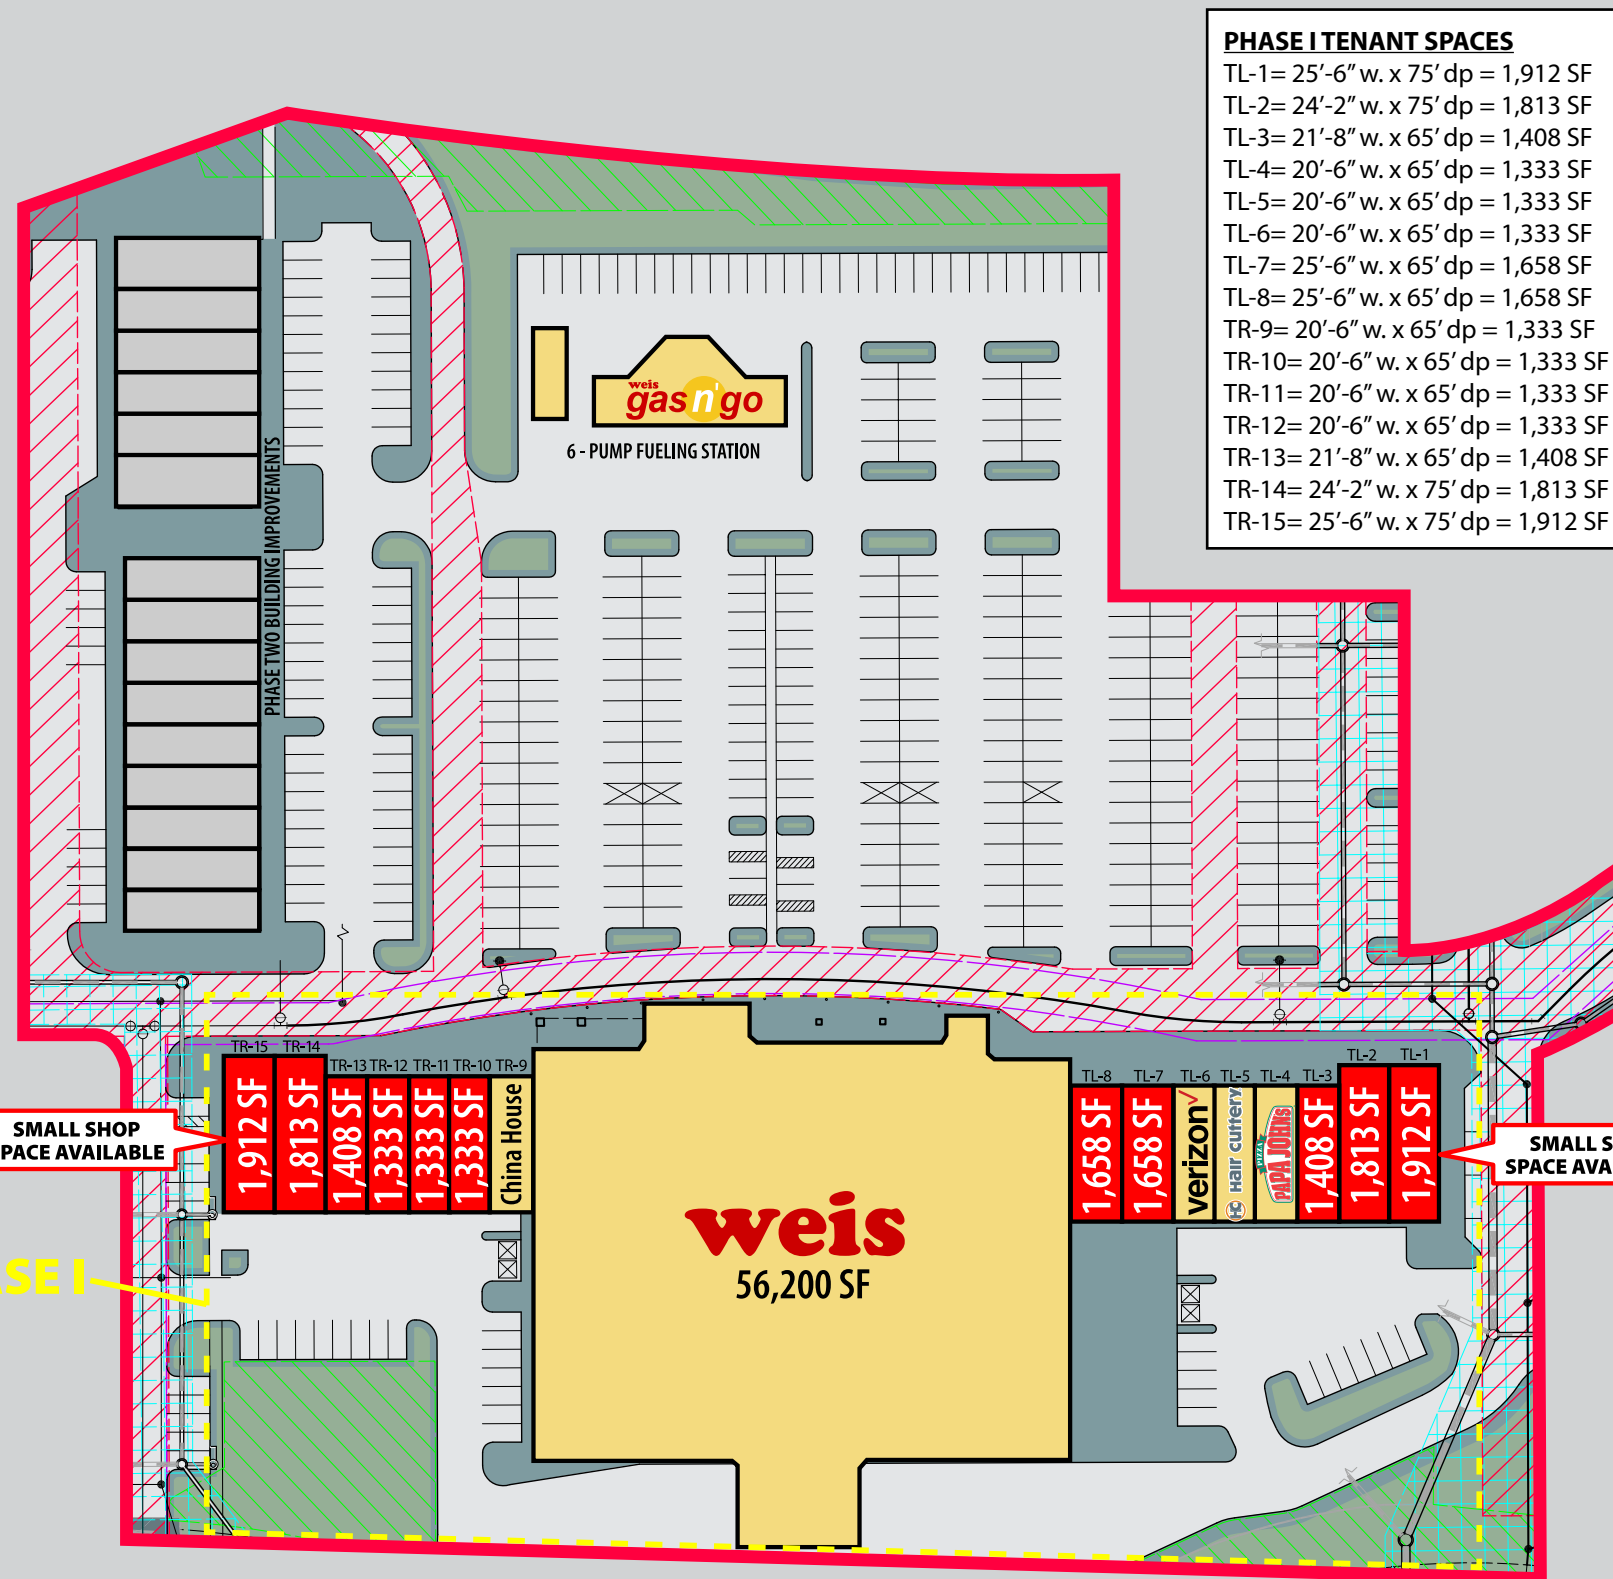 PHASE I TENANT SPACES
TL-1= 25'-6" w. x 75' dp = 1,912 SF
TL-2= 24'-2" w. x 75' dp = 1,813 SF
TL-3= 21'-8" w. x 65' dp = 1,408 SF
TL-4= 20'-6" w. x 65' dp = 1,333 SF
TL-5= 20'-6" w. x 65' dp = 1,333 SF
TL-6= 20'-6" w. x 65' dp = 1,333 SF
TL-7= 25'-6" w. x 65' dp = 1,658 SF
TL-8= 25'-6" w. x 65' dp = 1,658 SF
TR-9= 20'-6" w. x 65' dp = 1,333 SF
TR-10= 20'-6" w. x 65' dp = 1,333 SF
TR-11= 20'-6" w. x 65' dp = 1,333 SF
TR-12= 20'-6" w. x 65' dp = 1,333 SF
TR-13= 21'-8" w. x 65' dp = 1,408 SF
TR-14= 24'-2" w. x 75' dp = 1,813 SF
TR-15= 25'-6" w. x 75' dp = 1,912 SF
weis
gas n' go
6 - PUMP FUELING STATION
PHASE TWO BUILDING IMPROVEMENTS
TR-15 TR-14 TR-13 TR-12 TR-11 TR-10 TR-9
1,912 SF
1,813 SF
1,408 SF
1,333 SF
1,333 SF
1,333 SF
China House
TL-8 TL-7 TL-6 TL-5 TL-4 TL-3 TL-2 TL-1
1,658 SF
1,658 SF
verizon
HC Hair cuttery
PIZZA
PAPA JOHNS
1,408 SF
1,813 SF
1,912 SF
SMALL SHOP
PACE AVAILABLE
SMALL S
SPACE AVA
weis
56,200 SF
SE I